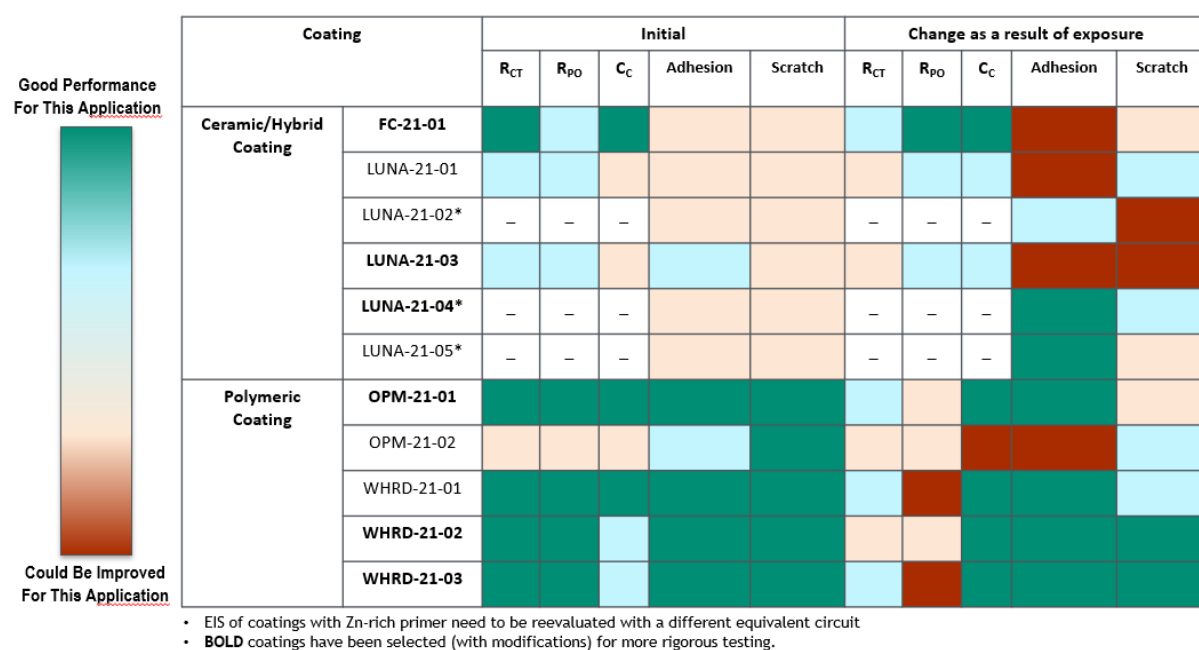 Good Performance
For This Application
Could Be Improved
For This Application
Coating Initial Change as a result of exposure
RCT RPO CC Adhesion Scratch RCT RPO CC Adhesion Scratch
Ceramic/Hybrid
Coating
FC-21-01
LUNA-21-01
LUNA-21-02* – – – – – –
LUNA-21-03
LUNA-21-04* – – – – – –
LUNA-21-05* – – – – – –
Polymeric
Coating
OPM-21-01
OPM-21-02
WHRD-21-01
WHRD-21-02
WHRD-21-03
• EIS of coatings with Zn-rich primer need to be reevaluated with a different equivalent circuit
• BOLD coatings have been selected (with modifications) for more rigorous testing.